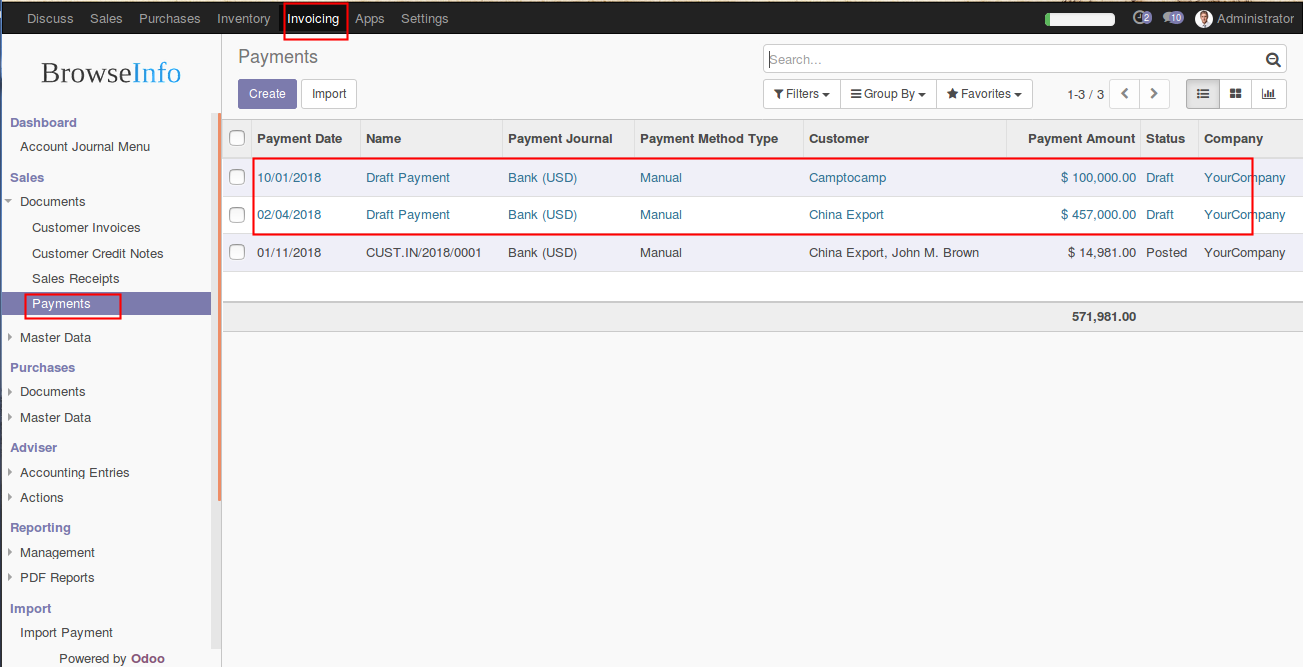 Discuss Sales Purchases Inventory Invoicing Apps Settings 2 10 Administrator
BrowseInfo
Dashboard
Account Journal Menu
Sales
Documents
Customer Invoices
Customer Credit Notes
Sales Receipts
Payments
Master Data
Purchases
Documents
Master Data
Adviser
Accounting Entries
Actions
Reporting
Management
PDF Reports
Import
Import Payment
Powered by Odoo
Payments
Search...
Create Import
Filters Group By Favorites 1-3 / 3
Payment Date Name Payment Journal Payment Method Type Customer Payment Amount Status Company
10/01/2018 Draft Payment Bank (USD) Manual Camptocamp $ 100,000.00 Draft YourCompany
02/04/2018 Draft Payment Bank (USD) Manual China Export $ 457,000.00 Draft YourCompany
01/11/2018 CUST.IN/2018/0001 Bank (USD) Manual China Export, John M. Brown $ 14,981.00 Posted YourCompany
571,981.00